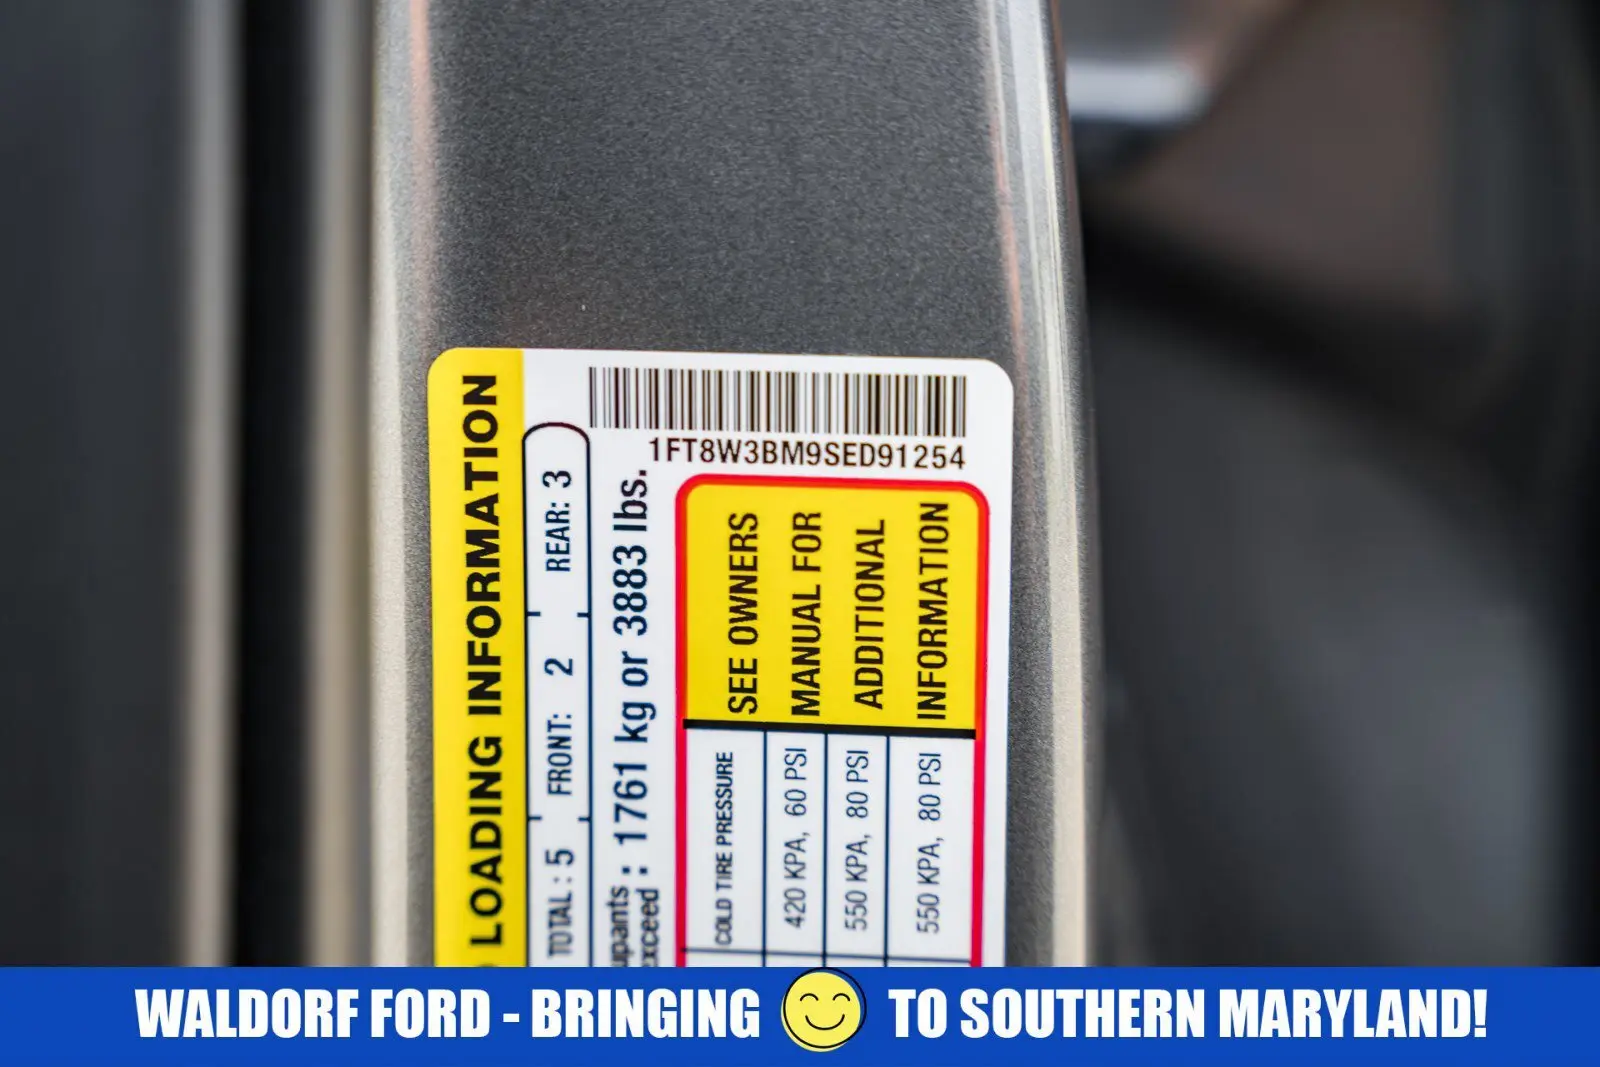 1FT8W3BM9SED91254
LOADING INFORMATION
TOTAL : 5 FRONT: 2 REAR: 3
: 1761 kg or 3883 lbs.
COLD TIRE PRESSURE
420 KPA, 60 PSI
550 KPA, 80 PSI
550 KPA, 80 PSI
SEE OWNERS
MANUAL FOR
ADDITIONAL
INFORMATION
WALDORF FORD - BRINGING TO SOUTHERN MARYLAND!